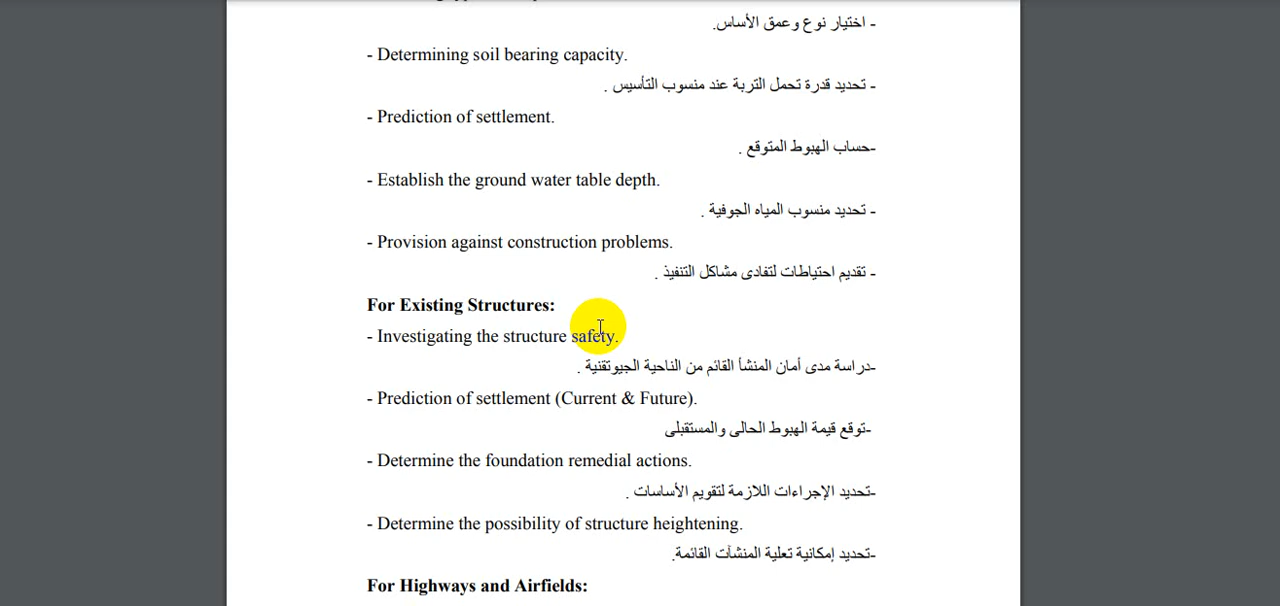 - اختيار نوع وعمق الأساس.
- Determining soil bearing capacity.
- تحديد قدرة تحمل التربة عند منسوب التأسيس .
- Prediction of settlement.
-حساب الهبوط المتوقع .
- Establish the ground water table depth.
- تحديد منسوب المياه الجوفية .
- Provision against construction problems.
- تقديم احتياطات لتفادى مشاكل التنفيذ .
For Existing Structures:
- Investigating the structure safety.
-دراسة مدى أمان المنشأ القائم من الناحية الجيوتقنية .
- Prediction of settlement (Current & Future).
-توقع قيمة الهبوط الحالى والمستقبلى
- Determine the foundation remedial actions.
-تحديد الإجراءات اللازمة لتقويم الأساسات .
- Determine the possibility of structure heightening.
-تحديد إمكانية تعلية المنشآت القائمة.
For Highways and Airfields: